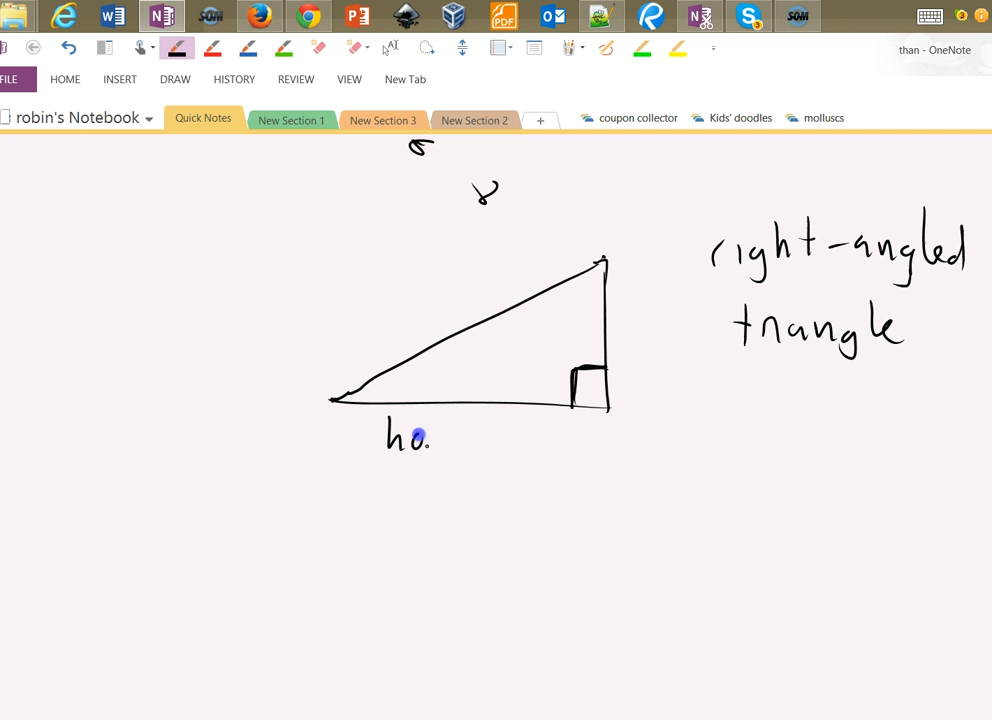 than - OneNote
FILE HOME INSERT DRAW HISTORY REVIEW VIEW New Tab
robin's Notebook Quick Notes New Section 1 New Section 3 New Section 2 + coupon collector Kids' doodles molluscs
8
right-angled
triangle
ho